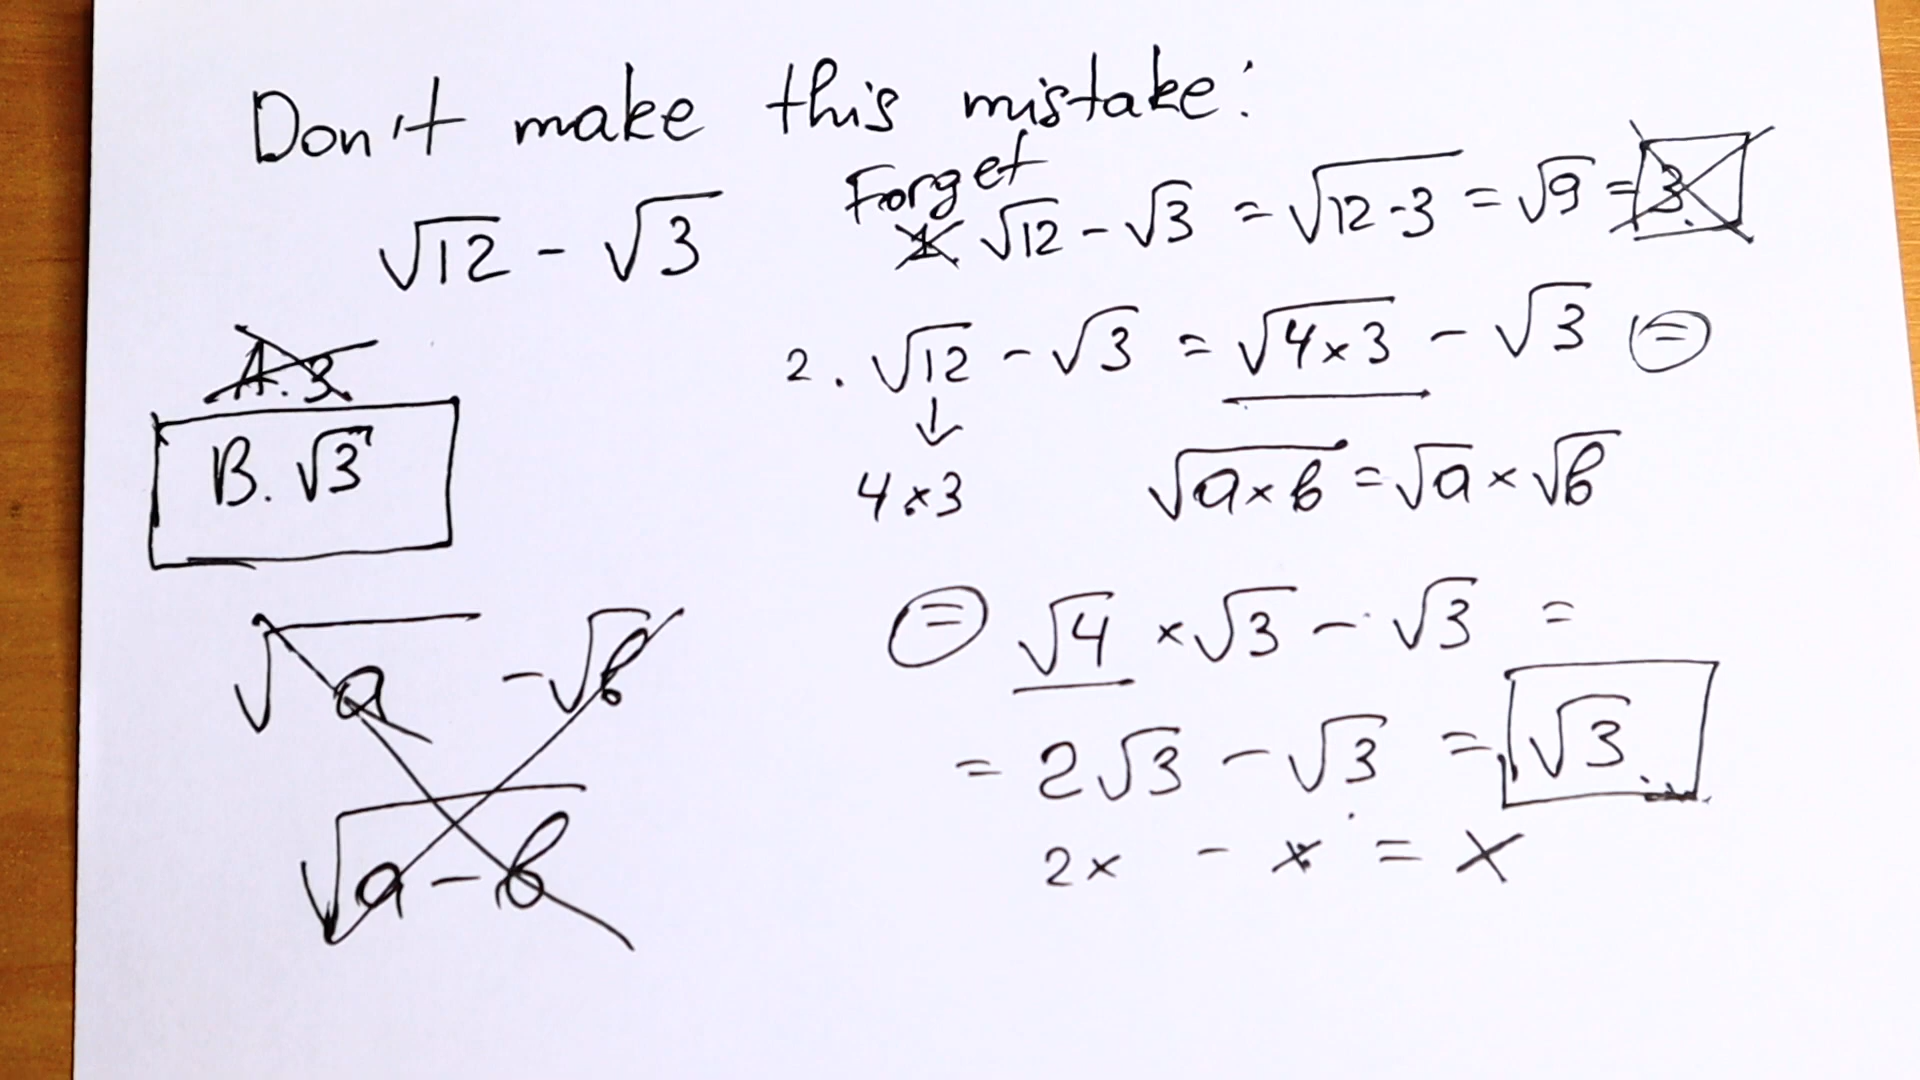 Don't make this mistake:
√12 - √3
A. 3
B. √3
√a - √b
√a - b
Forget
1. √12 - √3 = √12-3 = √9 = 3.
2. √12 - √3 = √4×3 - √3 =
↓
4×3
√a×b = √a × √b
= √4 × √3 - √3 =
= 2√3 - √3 = √3.
2x - x = x